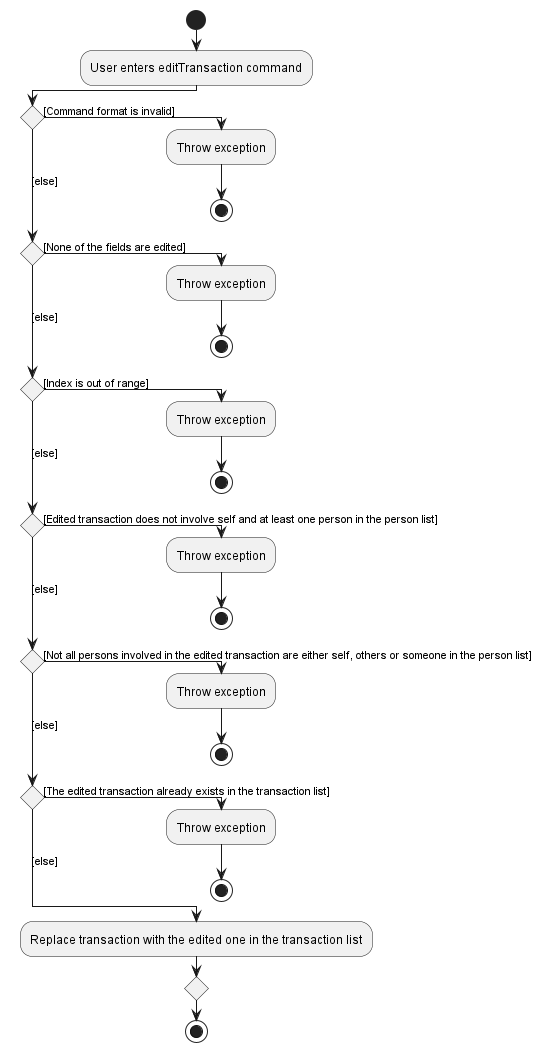 User enters editTransaction command
[Command format is invalid]
Throw exception
[else]
[None of the fields are edited]
Throw exception
[else]
[Index is out of range]
Throw exception
[else]
[Edited transaction does not involve self and at least one person in the person list]
Throw exception
[else]
[Not all persons involved in the edited transaction are either self, others or someone in the person list]
Throw exception
[else]
[The edited transaction already exists in the transaction list]
Throw exception
[else]
Replace transaction with the edited one in the transaction list